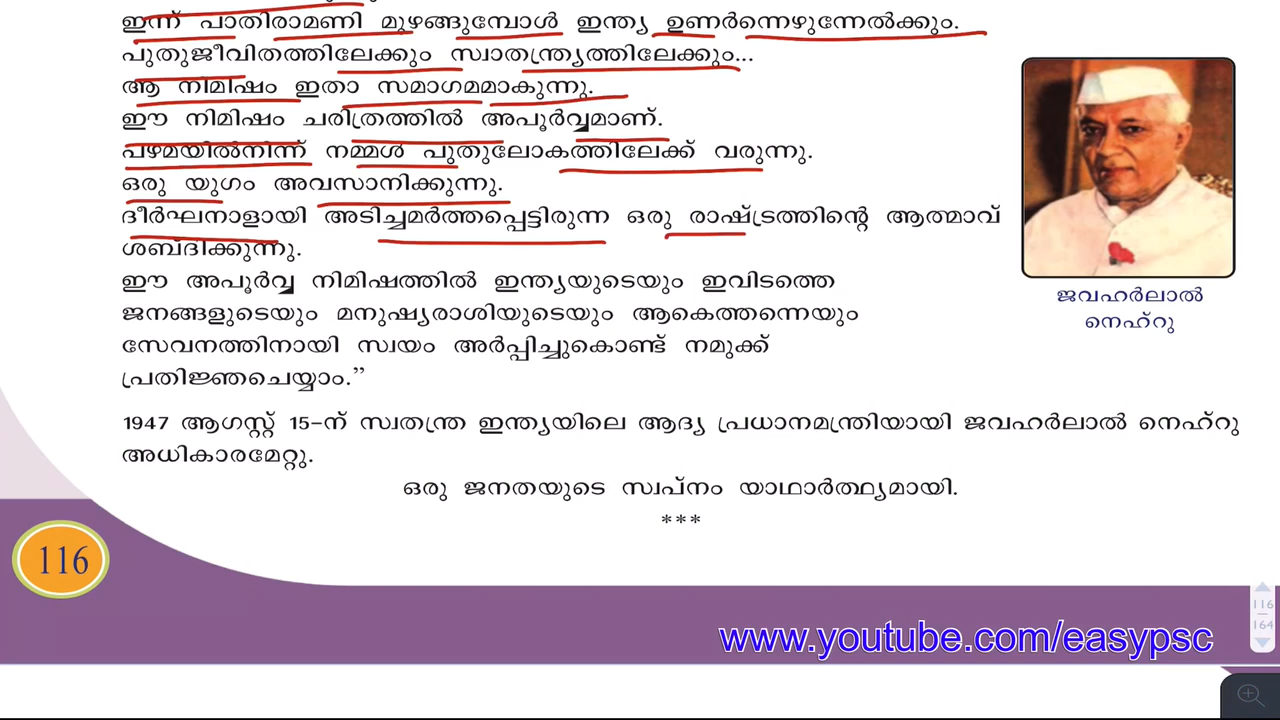 ഇന്ന് പാതിരാമണി മുഴങ്ങുമ്പോൾ ഇന്ത്യ ഉണർന്നെഴുന്നേൽക്കും.
പുതുജീവിതത്തിലേക്കും സ്വാതന്ത്ര്യത്തിലേക്കും...
ആ നിമിഷം ഇതാ സമാഗമമാകുന്നു.
ഈ നിമിഷം ചരിത്രത്തിൽ അപൂർവ്വമാണ്.
പഴമയിൽനിന്ന് നമ്മൾ പുതുലോകത്തിലേക്ക് വരുന്നു.
ഒരു യുഗം അവസാനിക്കുന്നു.
ദീർഘനാളായി അടിച്ചമർത്തപ്പെട്ടിരുന്ന ഒരു രാഷ്ട്രത്തിന്റെ ആത്മാവ്
ശബ്ദിക്കുന്നു.
ഈ അപൂർവ്വ നിമിഷത്തിൽ ഇന്ത്യയുടെയും ഇവിടത്തെ
ജനങ്ങളുടെയും മനുഷ്യരാശിയുടെയും ആകെത്തന്നെയും
സേവനത്തിനായി സ്വയം അർപ്പിച്ചുകൊണ്ട് നമുക്ക്
പ്രതിജ്ഞചെയ്യാം.”
ജവഹർലാൽ
നെഹ്റു
1947 ആഗസ്റ്റ് 15-ന് സ്വതന്ത്ര ഇന്ത്യയിലെ ആദ്യ പ്രധാനമന്ത്രിയായി ജവഹർലാൽ നെഹ്റു
അധികാരമേറ്റു.
ഒരു ജനതയുടെ സ്വപ്നം യാഥാർത്ഥ്യമായി.
***
116
116
164
www.youtube.com/easypsc